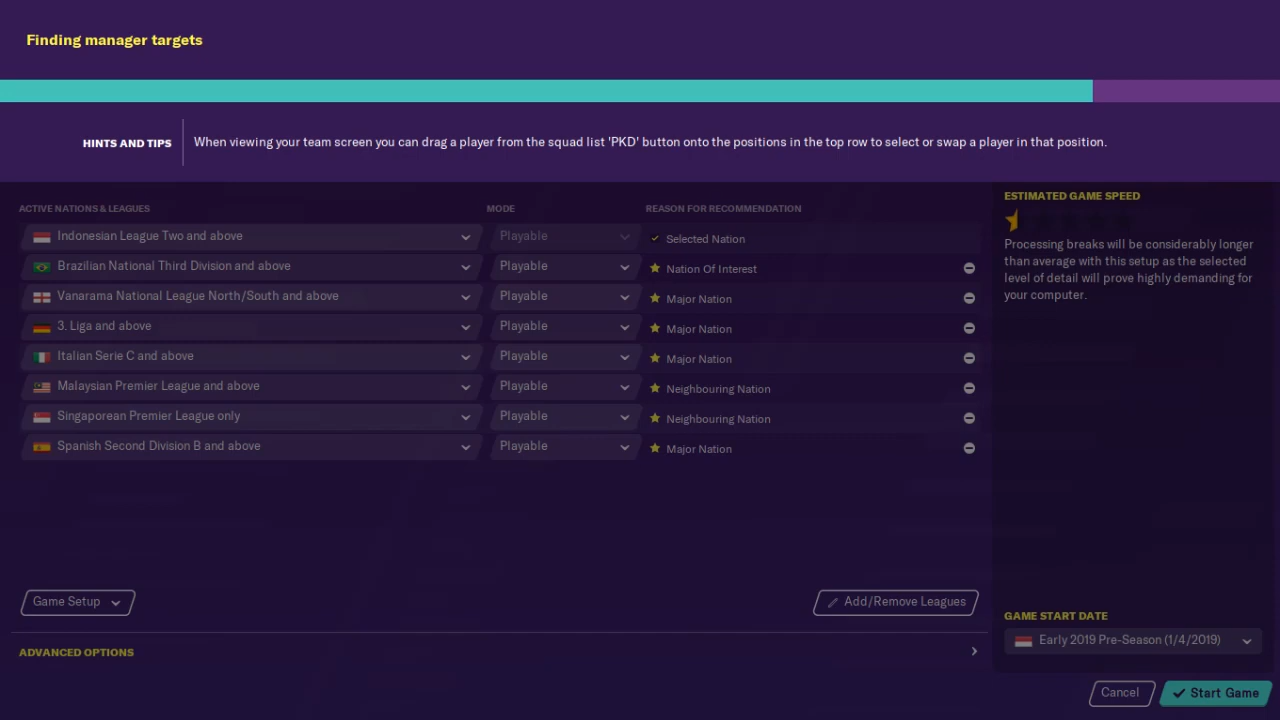 Finding manager targets
HINTS AND TIPS
When viewing your team screen you can drag a player from the squad list 'PKD' button onto the positions in the top row to select or swap a player in that position.
ACTIVE NATIONS & LEAGUES MODE REASON FOR RECOMMENDATION
Indonesian League Two and above Playable Selected Nation
Brazilian National Third Division and above Playable Nation Of Interest
Vanarama National League North/South and above Playable Major Nation
3. Liga and above Playable Major Nation
Italian Serie C and above Playable Major Nation
Malaysian Premier League and above Playable Neighbouring Nation
Singaporean Premier League only Playable Neighbouring Nation
Spanish Second Division B and above Playable Major Nation
ESTIMATED GAME SPEED
Processing breaks will be considerably longer
than average with this setup as the selected
level of detail will prove highly demanding for
your computer.
Game Setup
Add/Remove Leagues
ADVANCED OPTIONS
GAME START DATE
Early 2019 Pre-Season (1/4/2019)
Cancel
Start Game